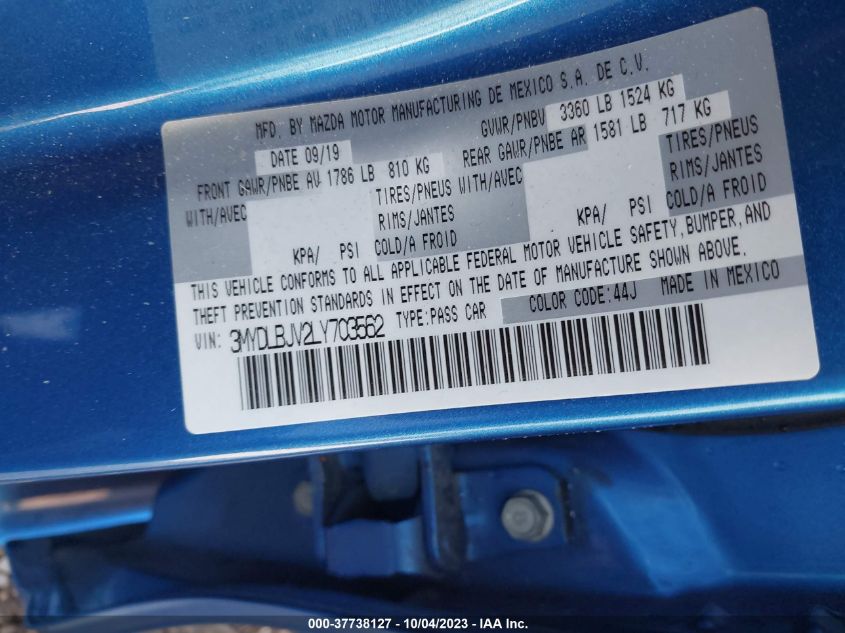 MFD. BY MAZDA MOTOR MANUFACTURING DE MEXICO S.A. DE C.V.
DATE 09/19 GVWR/PNBV 3360 LB 1524 KG
FRONT GAWR/PNBE AV 1786 LB 810 KG REAR GAWR/PNBE AR 1581 LB 717 KG
WITH/AVEC TIRES/PNEUS WITH/AVEC TIRES/PNEUS
RIMS/JANTES RIMS/JANTES
KPA/ PSI COLD/A FROID KPA/ PSI COLD/A FROID
THIS VEHICLE CONFORMS TO ALL APPLICABLE FEDERAL MOTOR VEHICLE SAFETY, BUMPER, AND
THEFT PREVENTION STANDARDS IN EFFECT ON THE DATE OF MANUFACTURE SHOWN ABOVE.
VIN: 3MYDLBJV2LY703562 TYPE:PASS CAR COLOR CODE:44J MADE IN MEXICO
000-37738127 - 10/04/2023 - IAA Inc.